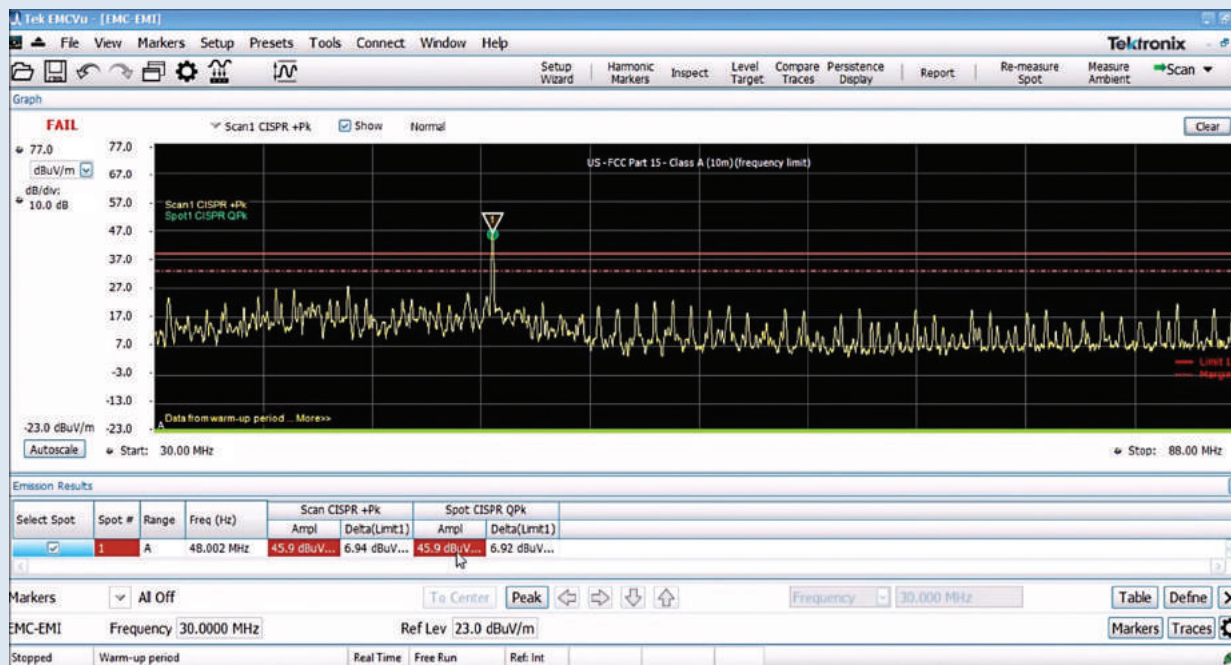 Tek EMCVu - [EMC-EMI]
File View Markers Setup Presets Tools Connect Window Help
Tektronix
Setup Wizard
Harmonic Markers
Inspect
Level Target
Compare Traces
Persistence Display
Report
Re-measure Spot
Measure Ambient
Scan
Graph
FAIL
Scan1 CISPR +Pk
Show
Normal
Clear
77.0
dBuV/m
dB/div:
10.0 dB
77.0
67.0
57.0
47.0
37.0
27.0
17.0
7.0
-3.0
-13.0
-23.0
US - FCC Part 15 - Class A (10m)(frequency limit)
Scan1 CISPR +Pk
Spot1 CISPR QPk
1
Limit 1
Margin
A
Data from warm-up period... More>>
-23.0 dBuV/m
Autoscale
Start: 30.00 MHz
Stop: 88.00 MHz
Emission Results
Select Spot Spot # Range Freq (Hz) Scan CISPR +Pk Spot CISPR QPk
Ampl Delta(Limit1) Ampl Delta(Limit1)
1 A 48.002 MHz 45.9 dBuV... 6.94 dBuV... 45.9 dBuV... 6.92 dBuV...
Markers All Off To Center Peak Frequency 30.000 MHz Table Define
EMC-EMI Frequency 30.0000 MHz Ref Lev 23.0 dBuV/m Markers Traces
Stopped Warm-up period Real Time Free Run Ref: Int